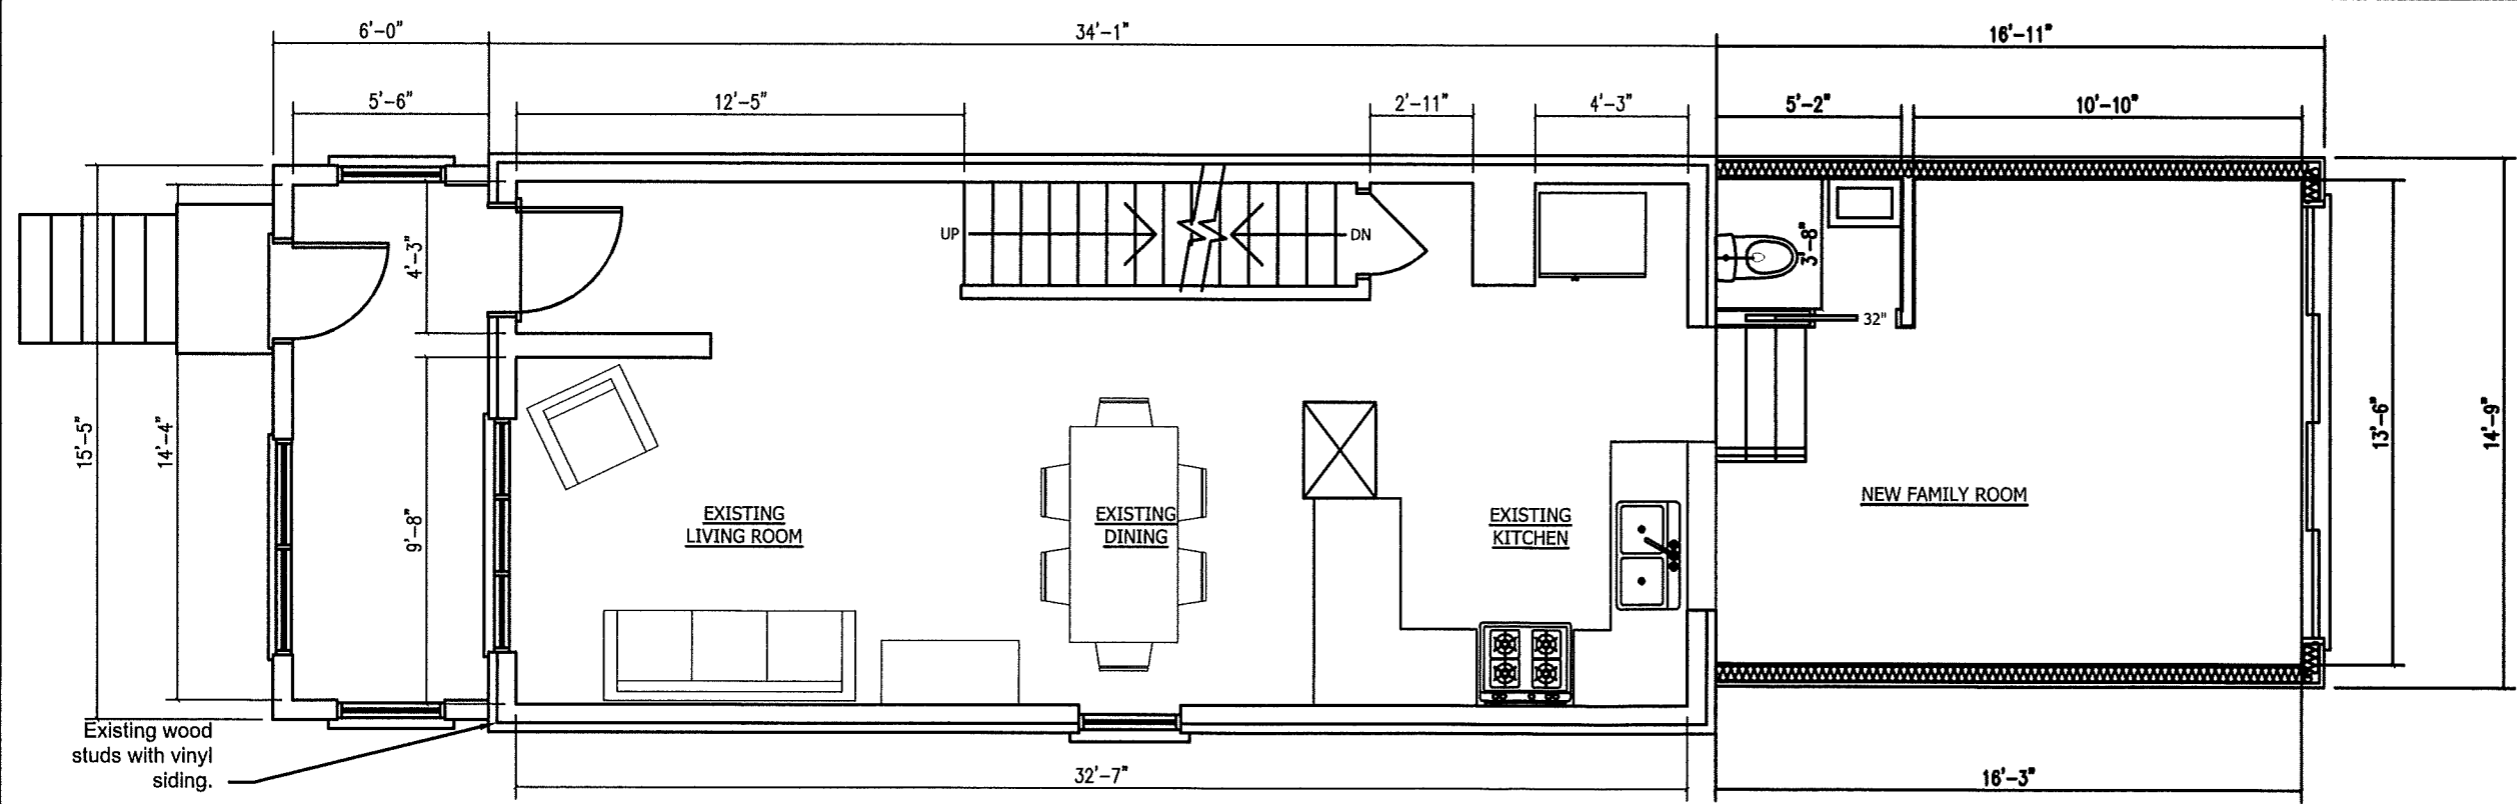 6'-0"
34'-1"
16'-11"
5'-6"
12'-5"
2'-11"
4'-3"
5'-2"
10'-10"
UP
DN
4'-3"
3'-8"
32"
15'-5"
14'-4"
9'-8"
13'-6"
14'-9"
EXISTING
LIVING ROOM
EXISTING
DINING
EXISTING
KITCHEN
NEW FAMILY ROOM
Existing wood
studs with vinyl
siding.
32'-7"
16'-3"